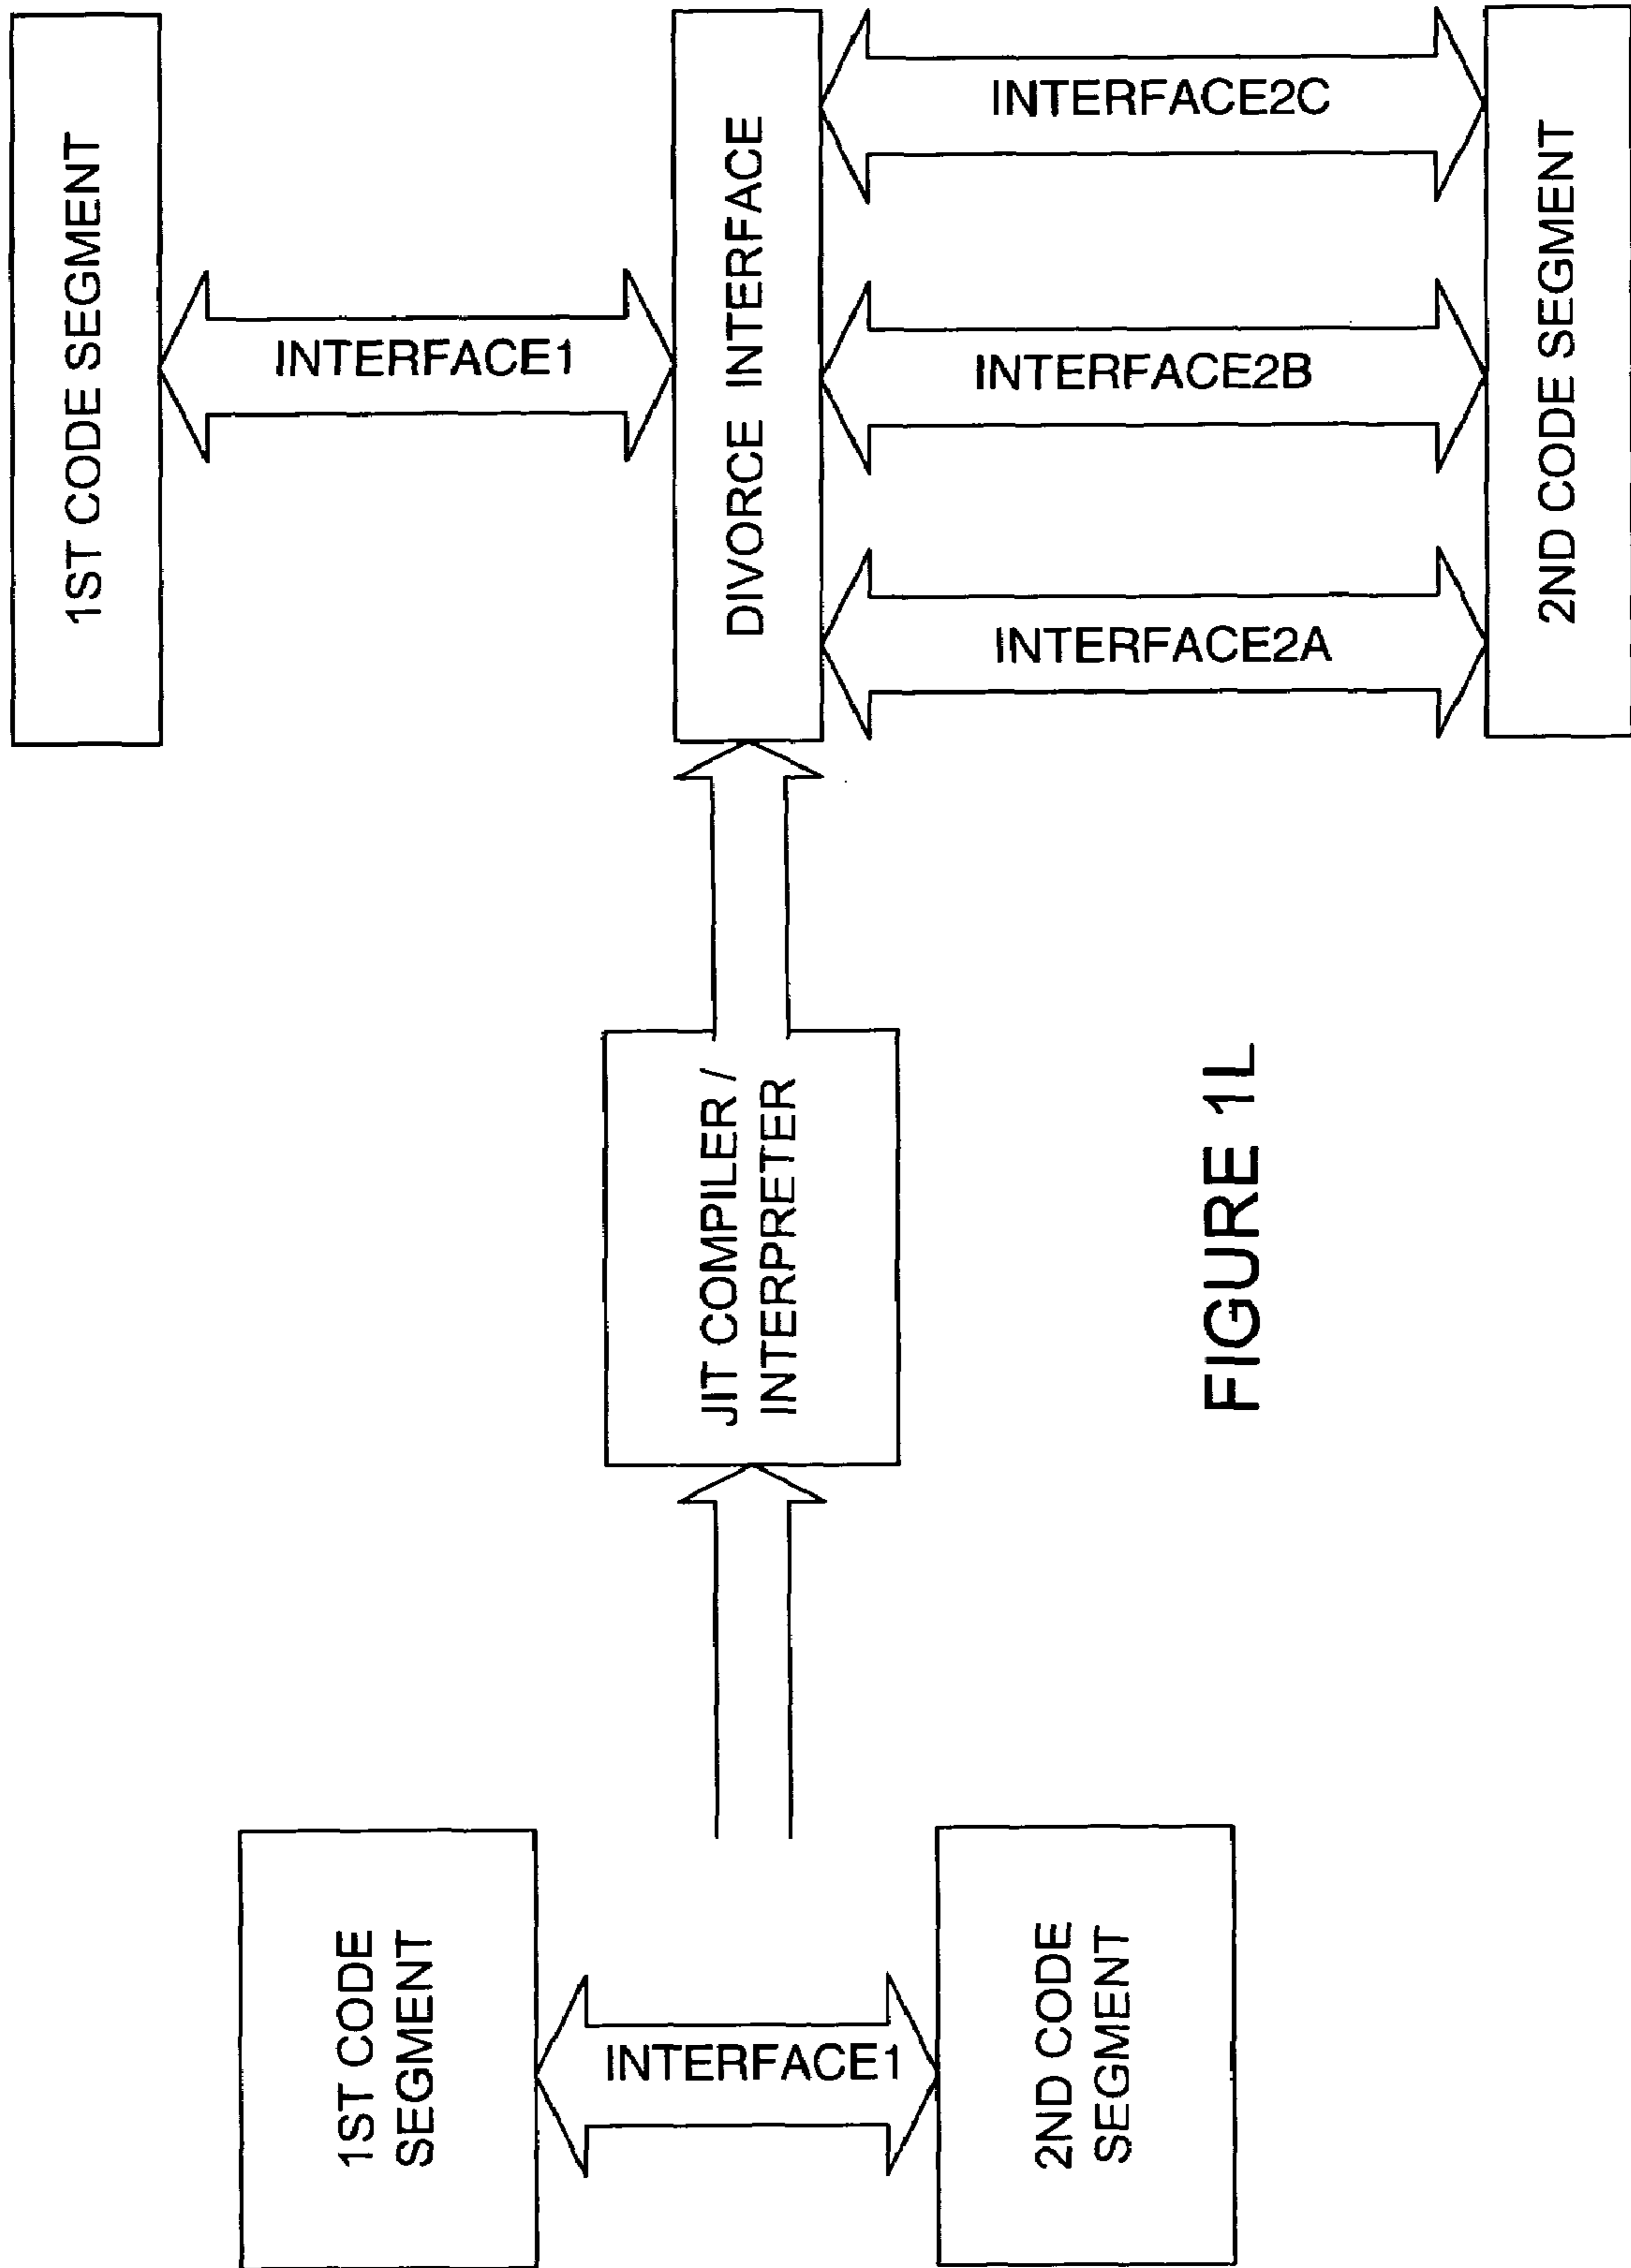 1ST CODE
SEGMENT
INTERFACE1
2ND CODE
SEGMENT
JIT COMPILER /
INTERPRETER
1ST CODE SEGMENT
INTERFACE1
DIVORCE INTERFACE
INTERFACE2A
INTERFACE2B
INTERFACE2C
2ND CODE SEGMENT
FIGURE 1L